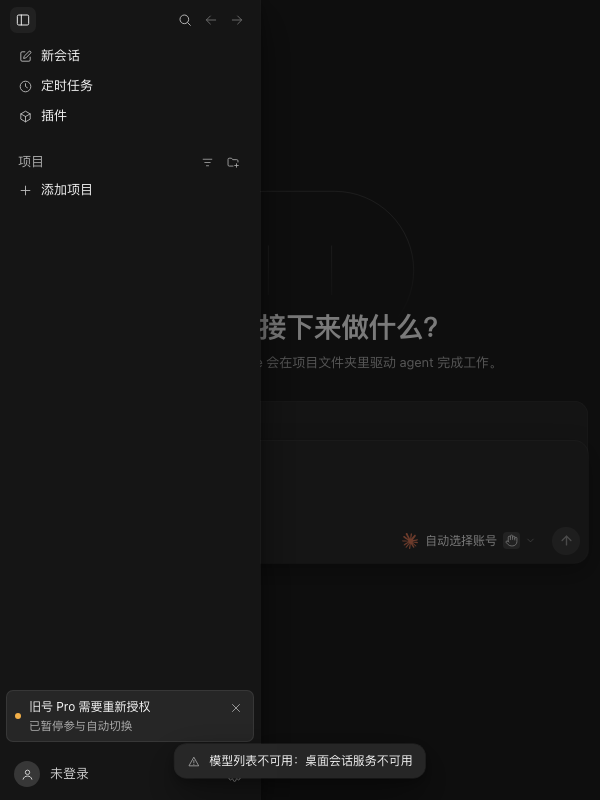 新会话
定时任务
插件
项目
添加项目
接下来做什么?
会在项目文件夹里驱动 agent 完成工作。
自动选择账号
旧号 Pro 需要重新授权
已暂停参与自动切换
未登录
模型列表不可用：桌面会话服务不可用